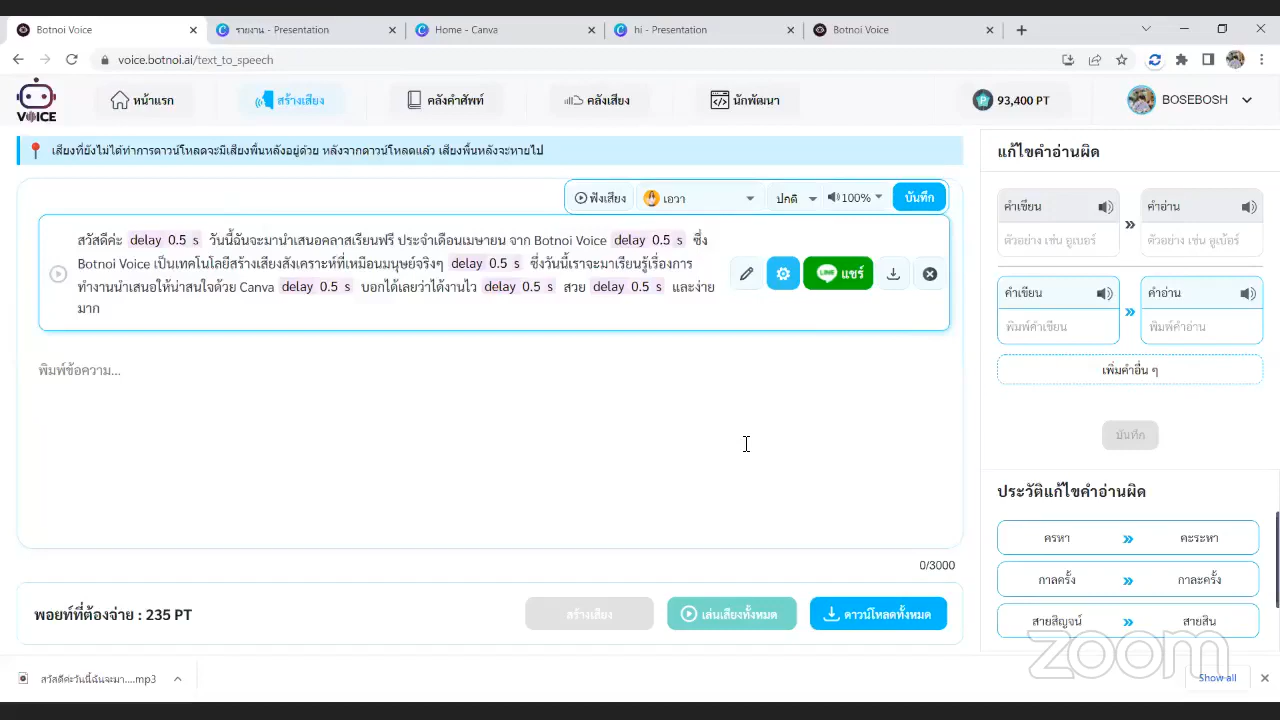 Botnoi Voice
รายงาน - Presentation
Home - Canva
hi - Presentation
Botnoi Voice
voice.botnoi.ai/text_to_speech
VOICE
หน้าแรก
สร้างเสียง
คลังคำศัพท์
คลังเสียง
นักพัฒนา
93,400 PT
BOSEBOSH
เสียงที่ยังไม่ได้ทำการดาวน์โหลดจะมีเสียงพื้นหลังอยู่ด้วย หลังจากดาวน์โหลดแล้ว เสียงพื้นหลังจะหายไป
ฟังเสียง
เอวา
ปกติ
100%
บันทึก
สวัสดีค่ะ delay 0.5 s วันนี้ฉันจะมานำเสนอคลาสเรียนฟรี ประจำเดือนเมษายน จาก Botnoi Voice delay 0.5 s ซึ่ง
Botnoi Voice เป็นเทคโนโลยีสร้างเสียงสังเคราะห์ที่เหมือนมนุษย์จริงๆ delay 0.5 s ซึ่งวันนี้เราจะมาเรียนรู้เรื่องการ
ทำงานนำเสนอให้น่าสนใจด้วย Canva delay 0.5 s บอกได้เลยว่าได้งานไว delay 0.5 s สวย delay 0.5 s และง่าย
มาก
LINE แชร์
พิมพ์ข้อความ...
0/3000
พอยท์ที่ต้องจ่าย : 235 PT
สร้างเสียง
เล่นเสียงทั้งหมด
ดาวน์โหลดทั้งหมด
แก้ไขคำอ่านผิด
คำเขียน
คำอ่าน
ตัวอย่าง เช่น อูเบอร์
ตัวอย่าง เช่น อูเบ้อร์
คำเขียน
คำอ่าน
พิมพ์คำเขียน
พิมพ์คำอ่าน
เพิ่มคำอื่น ๆ
บันทึก
ประวัติแก้ไขคำอ่านผิด
ครหา » คะระหา
กาลครั้ง » กาละครั้ง
สายสิญจน์ » สายสิน
zoom
สวัสดีค่ะวันนี้ฉันจะมา....mp3
Show all